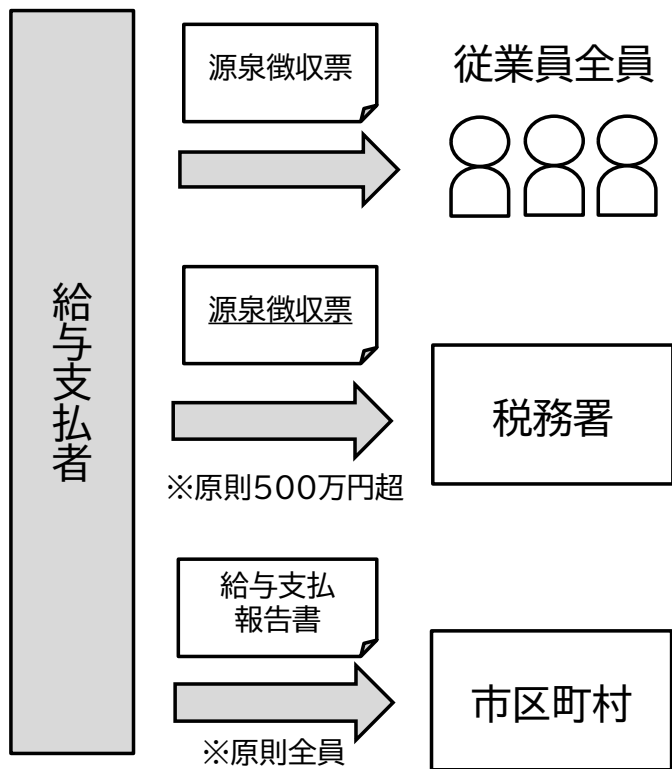 給与支払者
源泉徴収票
従業員全員
源泉徴収票
※原則500万円超
税務署
給与支払
報告書
※原則全員
市区町村